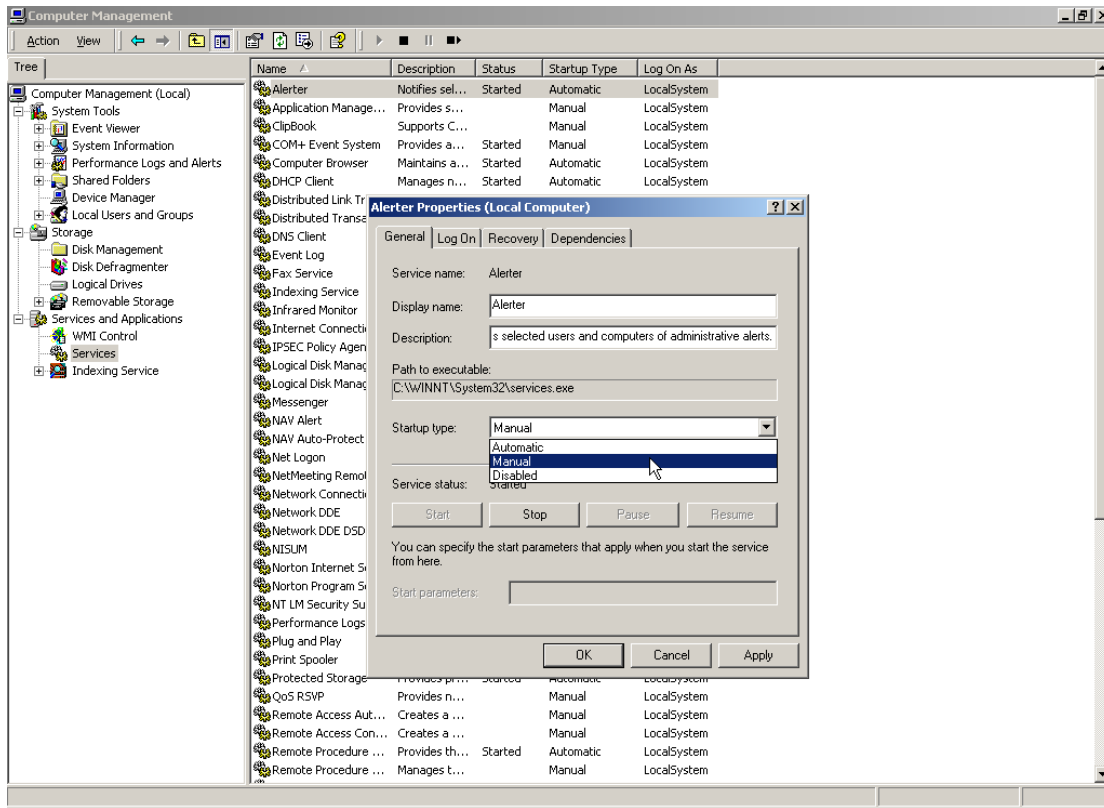 Computer Management
Action View
Tree
Name Description Status Startup Type Log On As
Computer Management (Local)
System Tools
Event Viewer
System Information
Performance Logs and Alerts
Shared Folders
Device Manager
Local Users and Groups
Storage
Disk Management
Disk Defragmenter
Logical Drives
Removable Storage
Services and Applications
WMI Control
Services
Indexing Service
Alerter Notifies sel... Started Automatic LocalSystem
Application Manage... Provides s... Manual LocalSystem
ClipBook Supports C... Manual LocalSystem
COM+ Event System Provides a... Started Manual LocalSystem
Computer Browser Maintains a... Started Automatic LocalSystem
DHCP Client Manages n... Started Automatic LocalSystem
Distributed Link Tr
Distributed Transa
DNS Client
Event Log
Fax Service
Indexing Service
Infrared Monitor
Internet Connecti
IPSEC Policy Agen
Logical Disk Manag
Logical Disk Manag
Messenger
NAV Alert
NAV Auto-Protect
Net Logon
NetMeeting Remo
Network Connecti
Network DDE
Network DDE DSD
NISUM
Norton Internet S
Norton Program S
NT LM Security Su
Performance Logs
Plug and Play
Print Spooler
Protected Storage Provides pr... Started Automatic LocalSystem
QoS RSVP Provides n... Manual LocalSystem
Remote Access Aut... Creates a ... Manual LocalSystem
Remote Access Con... Creates a ... Manual LocalSystem
Remote Procedure ... Provides th... Started Automatic LocalSystem
Remote Procedure ... Manages t... Manual LocalSystem
Alerter Properties (Local Computer)
General Log On Recovery Dependencies
Service name: Alerter
Display name: Alerter
Description: s selected users and computers of administrative alerts.
Path to executable:
C:\WINNT\System32\services.exe
Startup type: Manual
Automatic
Manual
Disabled
Service status: Started
Start Stop Pause Resume
You can specify the start parameters that apply when you start the service
from here.
Start parameters:
OK Cancel Apply